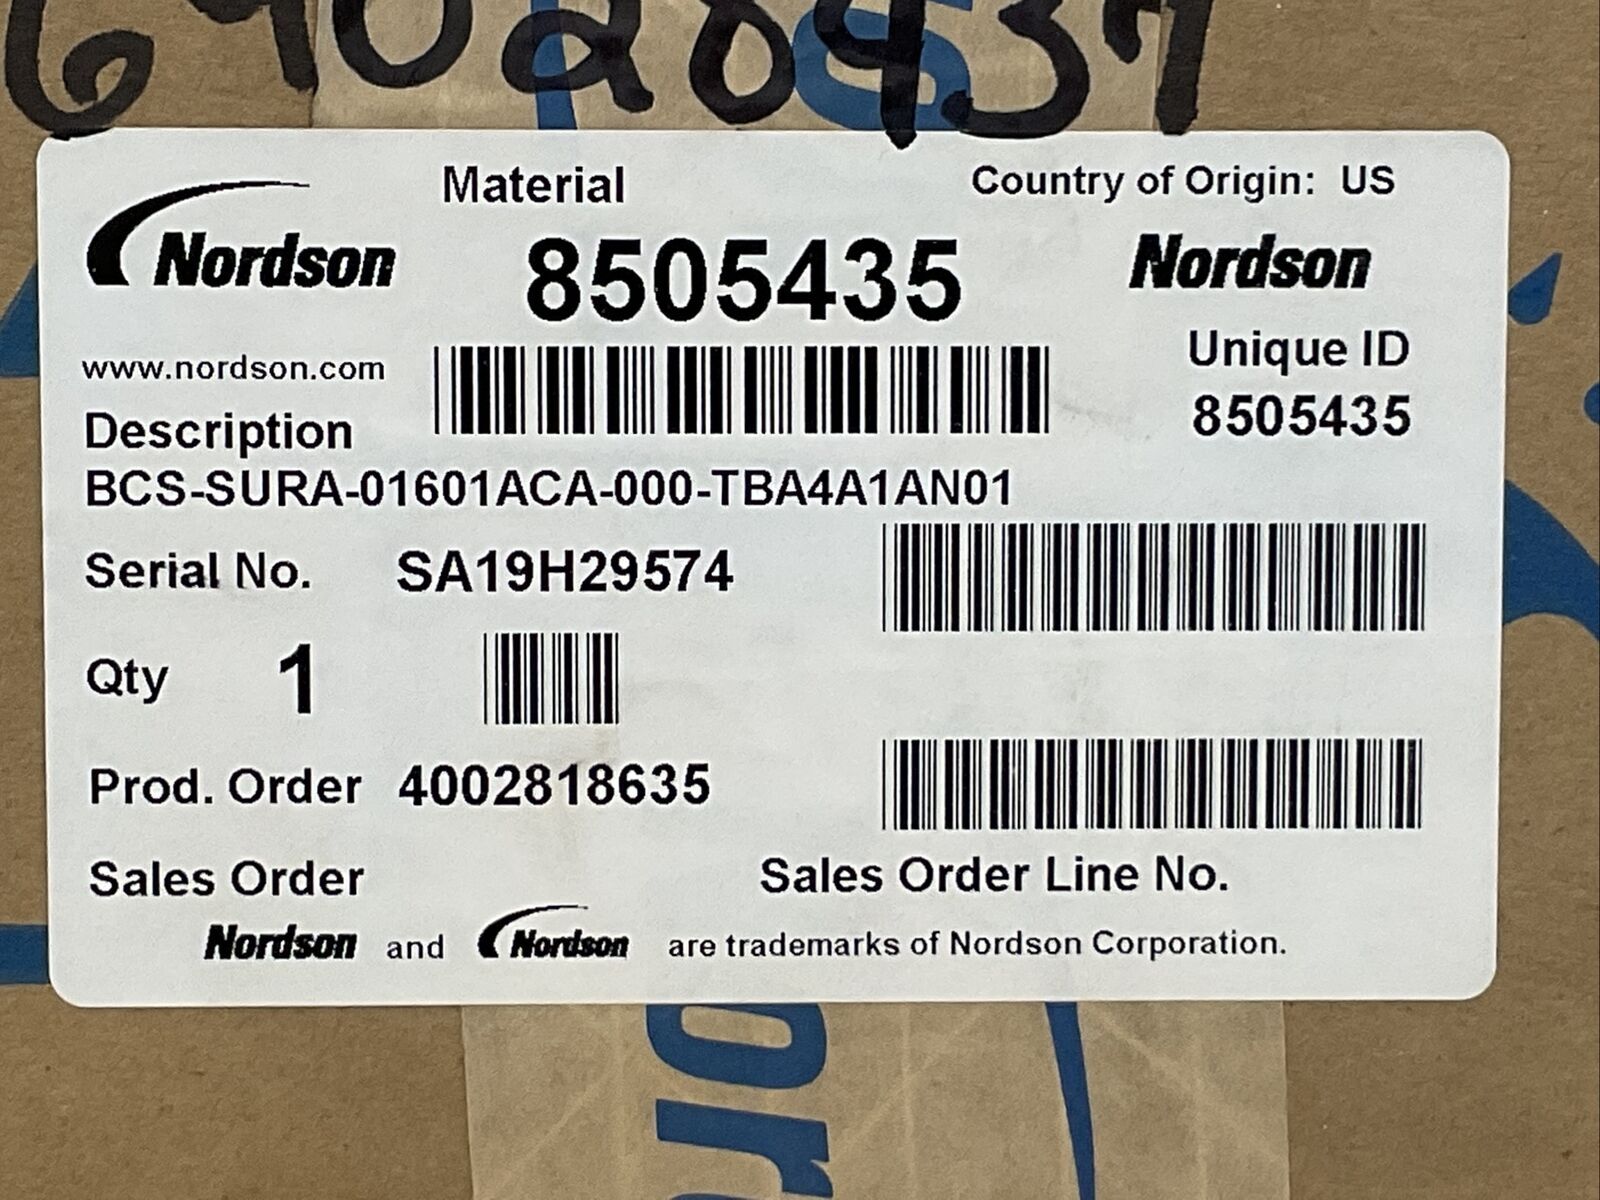 Material
Country of Origin: US
Nordson
8505435
Nordson
www.nordson.com
Unique ID
8505435
Description
BCS-SURA-01601ACA-000-TBA4A1AN01
Serial No. SA19H29574
Qty 1
Prod. Order 4002818635
Sales Order
Sales Order Line No.
Nordson and Nordson are trademarks of Nordson Corporation.